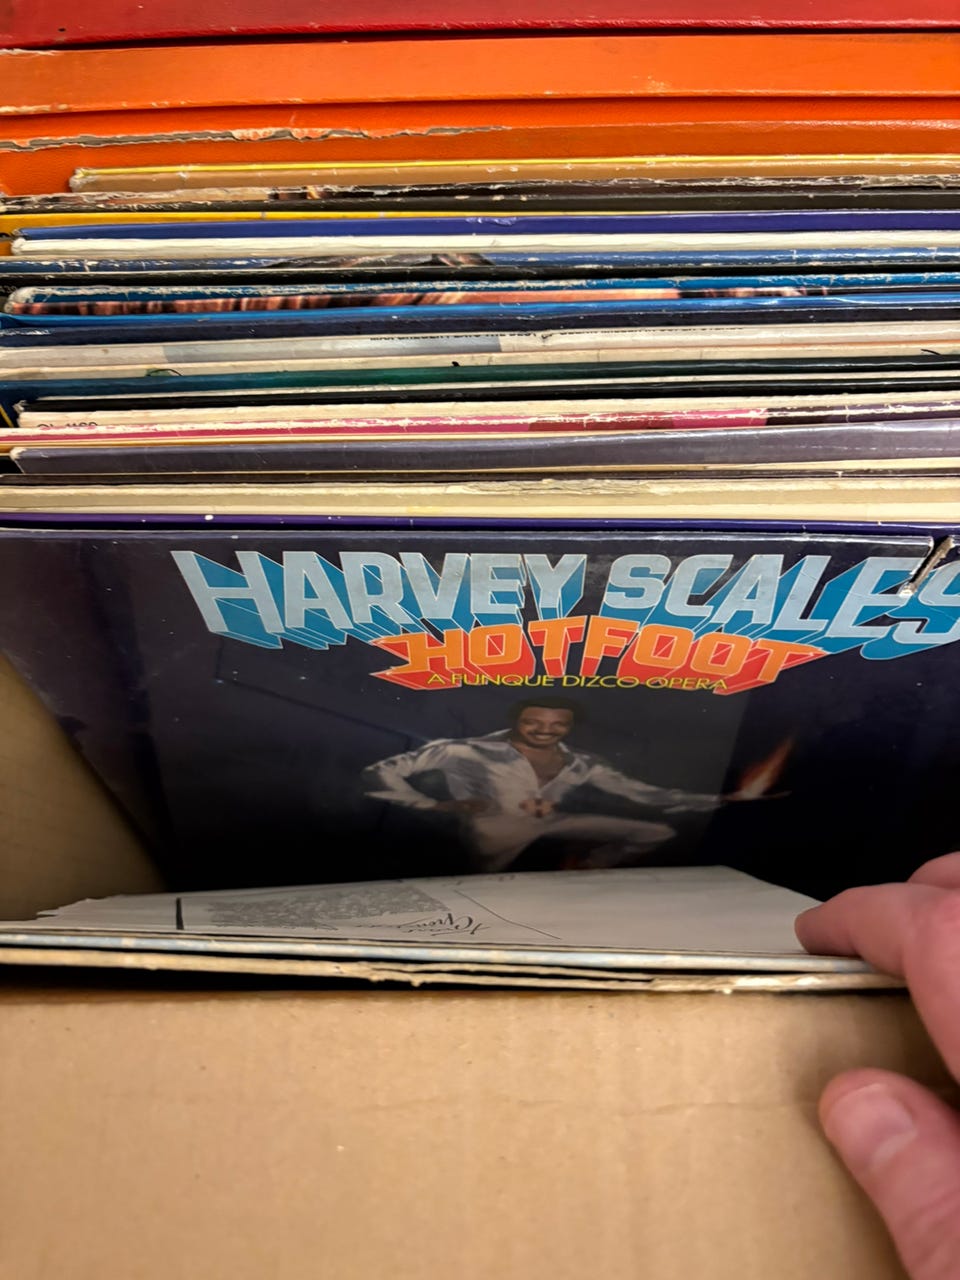 HARVEY SCALES
HOTFOOT
A FUNQUE DIZCO OPERA